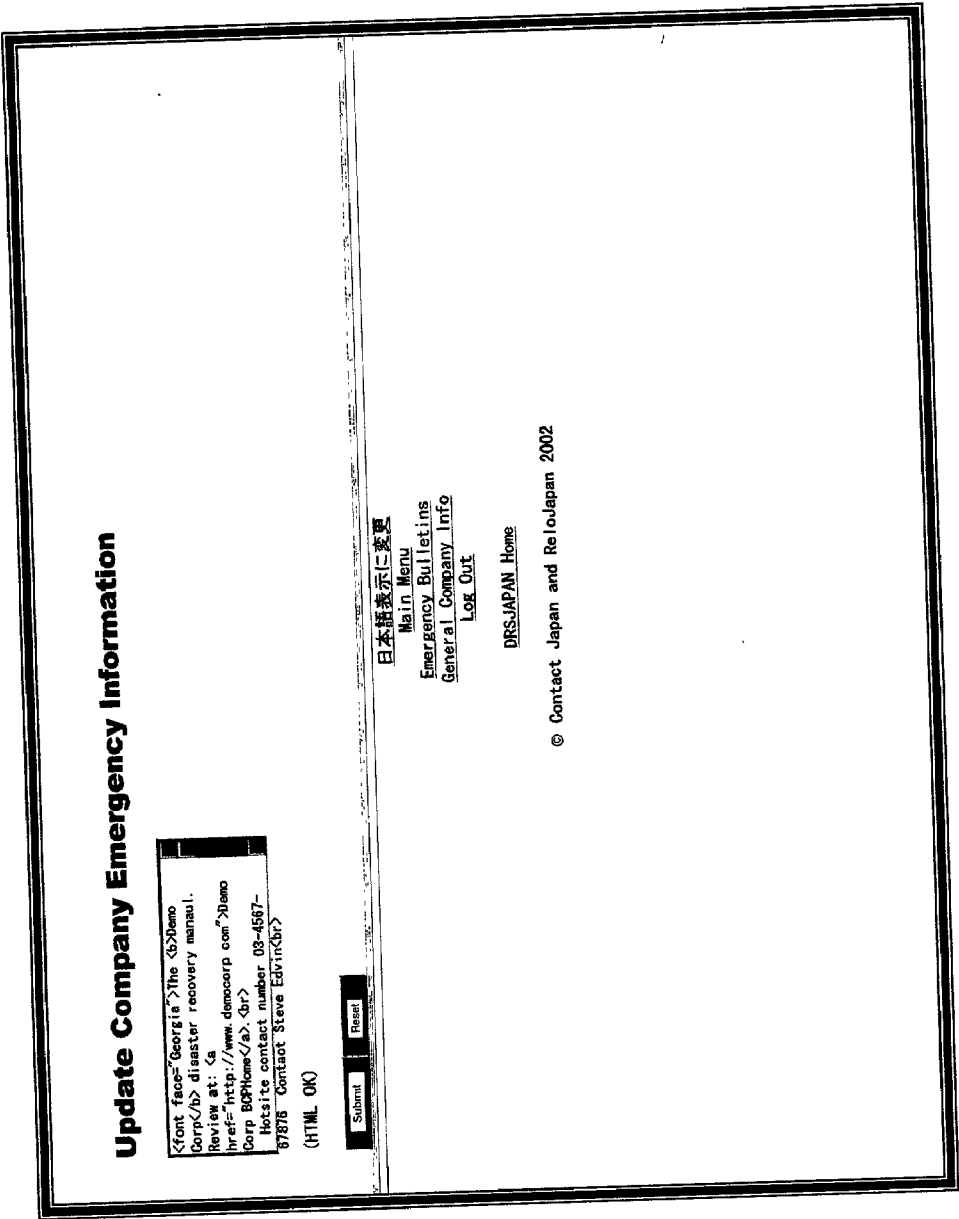 Update Company Emergency Information
<font face="Georgia">The <b>Demo
Corp</b> disaster recovery manaul.
Review at: <a
href="http://www.democorp com">Demo
Corp BCPHome</a>.<br>
Hotsite contact number 03-4567-
67876 Contact Steve Edvin<br>
(HTML OK)
Submit Reset
日本語表示に変更
Main Menu
Emergency Bulletins
General Company Info
Log Out
DRSJAPAN Home
© Contact Japan and ReloJapan 2002